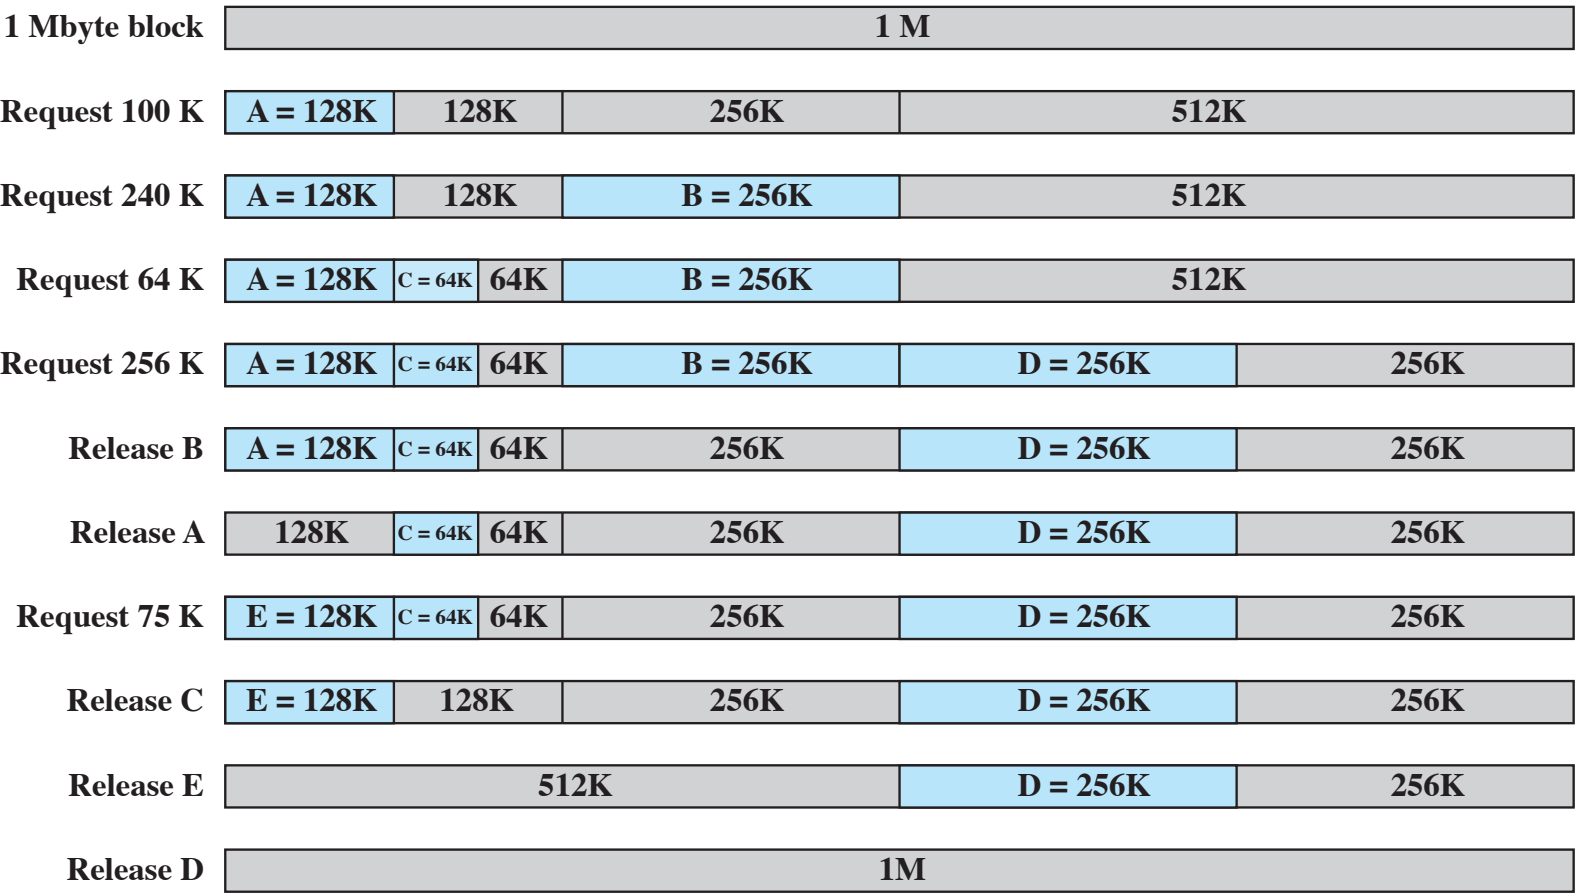 1 Mbyte block 1 M
Request 100 K A = 128K 128K 256K 512K
Request 240 K A = 128K 128K B = 256K 512K
Request 64 K A = 128K C = 64K 64K B = 256K 512K
Request 256 K A = 128K C = 64K 64K B = 256K D = 256K 256K
Release B A = 128K C = 64K 64K 256K D = 256K 256K
Release A 128K C = 64K 64K 256K D = 256K 256K
Request 75 K E = 128K C = 64K 64K 256K D = 256K 256K
Release C E = 128K 128K 256K D = 256K 256K
Release E 512K D = 256K 256K
Release D 1M